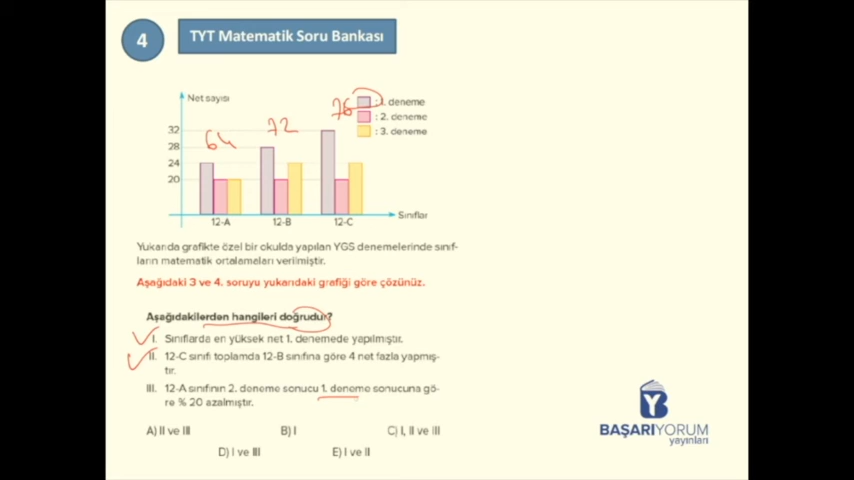 4
TYT Matematik Soru Bankası
Net sayısı
64
72
76
: 1. deneme
: 2. deneme
: 3. deneme
32
28
24
20
12-A
12-B
12-C
Sınıflar
Yukarıda grafikte özel bir okulda yapılan YGS denemelerinde sınıf-
ların matematik ortalamaları verilmiştir.
Aşağıdaki 3 ve 4. soruyu yukarıdaki grafiği göre çözünüz.
Aşağıdakilerden hangileri doğrudur?
I. Sınıflarda en yüksek net 1. denemede yapılmıştır.
II. 12-C sınıfı toplamda 12-B sınıfına göre 4 net fazla yapmış-
tır.
III. 12-A sınıfının 2. deneme sonucu 1. deneme sonucuna gö-
re % 20 azalmıştır.
A) II ve III
B) I
C) I, II ve III
D) I ve III
E) I ve II
BAŞARIYORUM
yayınları